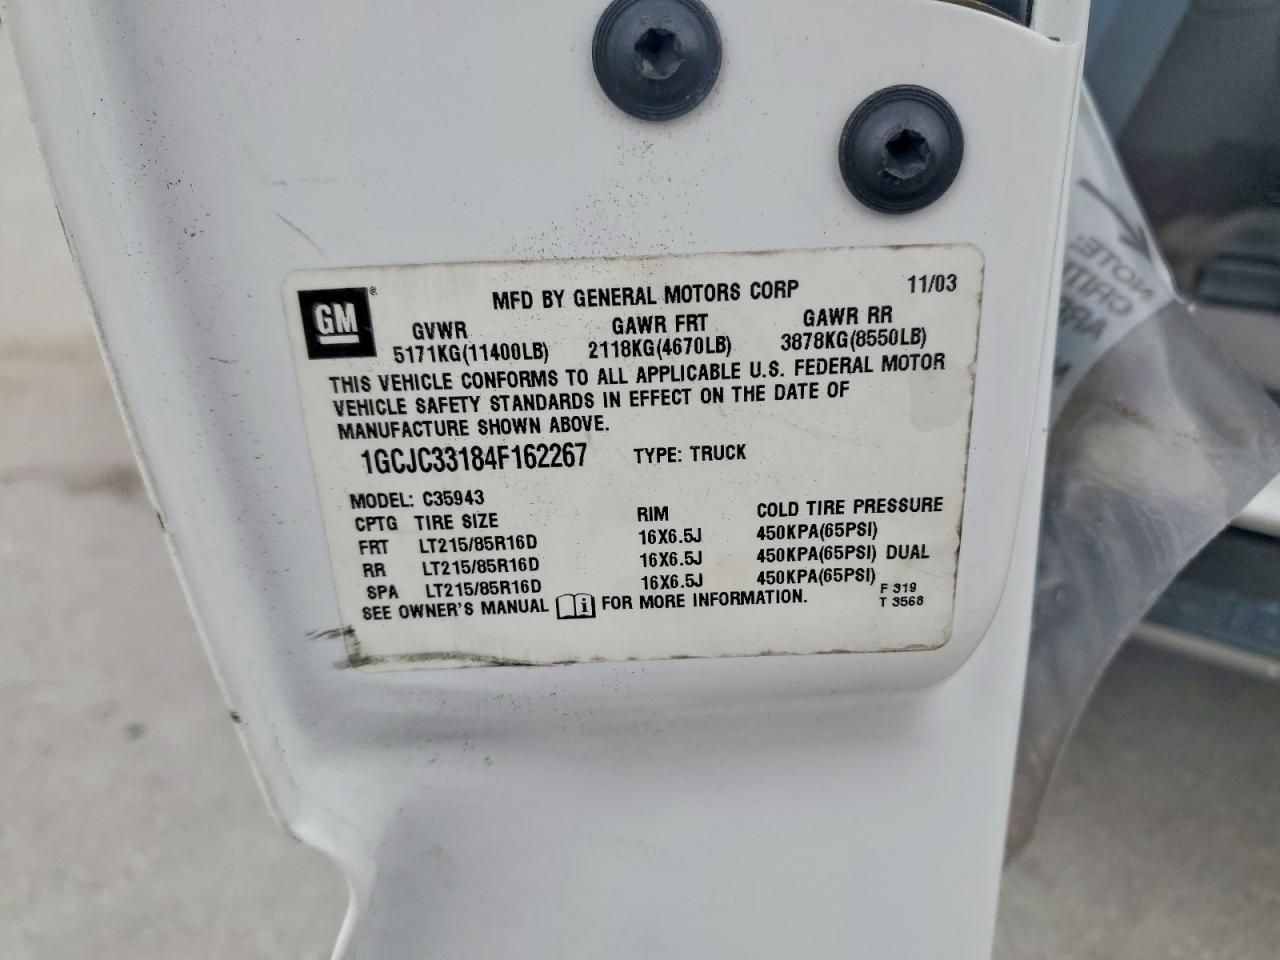 GM®
MFD BY GENERAL MOTORS CORP 11/03
GVWR GAWR FRT GAWR RR
5171KG(11400LB) 2118KG(4670LB) 3878KG(8550LB)
THIS VEHICLE CONFORMS TO ALL APPLICABLE U.S. FEDERAL MOTOR
VEHICLE SAFETY STANDARDS IN EFFECT ON THE DATE OF
MANUFACTURE SHOWN ABOVE.
1GCJC33184F162267 TYPE: TRUCK
MODEL: C35943
CPTG TIRE SIZE RIM COLD TIRE PRESSURE
FRT LT215/85R16D 16X6.5J 450KPA(65PSI)
RR LT215/85R16D 16X6.5J 450KPA(65PSI) DUAL
SPA LT215/85R16D 16X6.5J 450KPA(65PSI)
SEE OWNER'S MANUAL FOR MORE INFORMATION.
F 319
T 3568
NOTE: